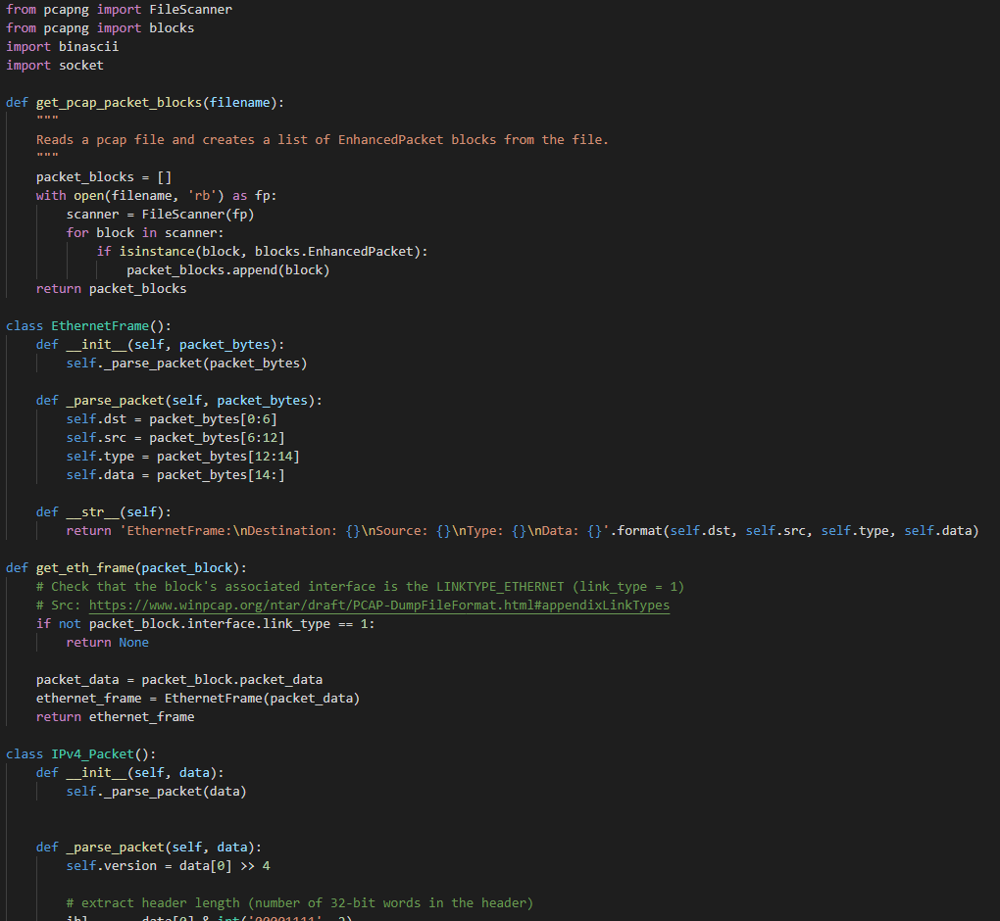 from pcapng import FileScanner
from pcapng import blocks
import binascii
import socket
def get_pcap_packet_blocks(filename):
"""
Reads a pcap file and creates a list of EnhancedPacket blocks from the file.
"""
packet_blocks = []
with open(filename, 'rb') as fp:
scanner = FileScanner(fp)
for block in scanner:
if isinstance(block, blocks.EnhancedPacket):
packet_blocks.append(block)
return packet_blocks
class EthernetFrame():
def __init__(self, packet_bytes):
self._parse_packet(packet_bytes)
def _parse_packet(self, packet_bytes):
self.dst = packet_bytes[0:6]
self.src = packet_bytes[6:12]
self.type = packet_bytes[12:14]
self.data = packet_bytes[14:]
def __str__(self):
return 'EthernetFrame:\nDestination: {}\nSource: {}\nType: {}\nData: {}'.format(self.dst, self.src, self.type, self.data)
def get_eth_frame(packet_block):
# Check that the block's associated interface is the LINKTYPE_ETHERNET (link_type = 1)
# Src: https://www.winpcap.org/ntar/draft/PCAP-DumpFileFormat.html#appendixLinkTypes
if not packet_block.interface.link_type == 1:
return None
packet_data = packet_block.packet_data
ethernet_frame = EthernetFrame(packet_data)
return ethernet_frame
class IPv4_Packet():
def __init__(self, data):
self._parse_packet(data)
def _parse_packet(self, data):
self.version = data[0] >> 4
# extract header length (number of 32-bit words in the header)